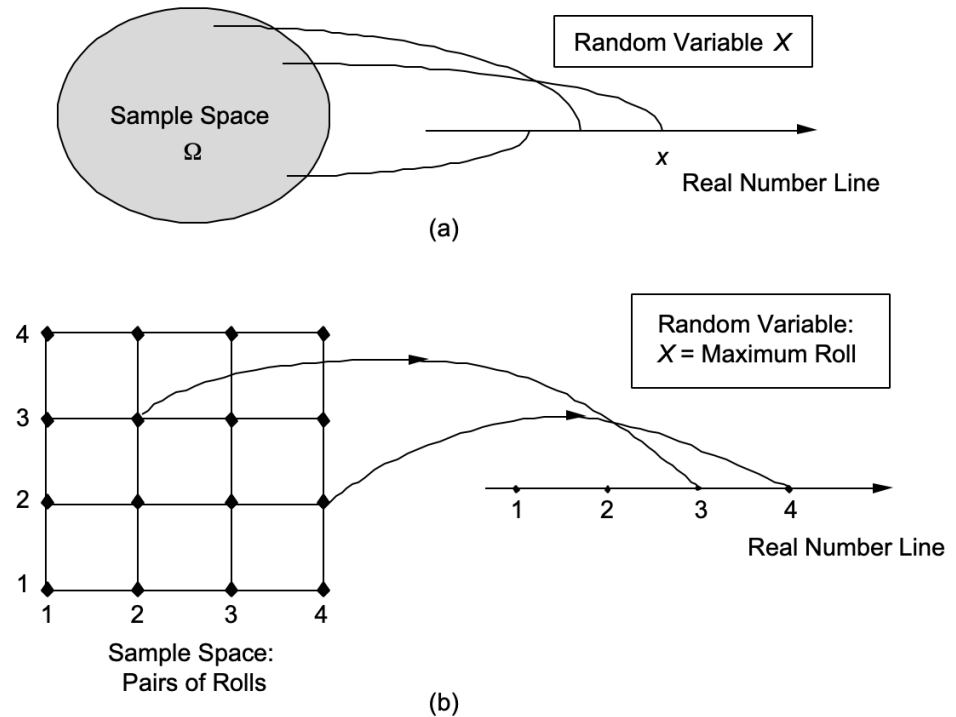 Random Variable X
Sample Space
Ω
x
Real Number Line
(a)
Random Variable:
X = Maximum Roll
4
3
2
1
1 2 3 4
1 2 3 4
Real Number Line
Sample Space:
Pairs of Rolls
(b)